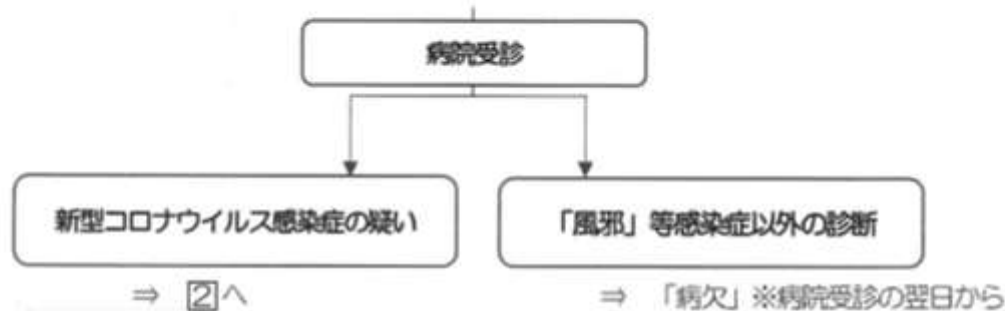 病院受診
新型コロナウイルス感染症の疑い
「風邪」等感染症以外の診断
⇒ 2へ
⇒ 「病欠」※病院受診の翌日から